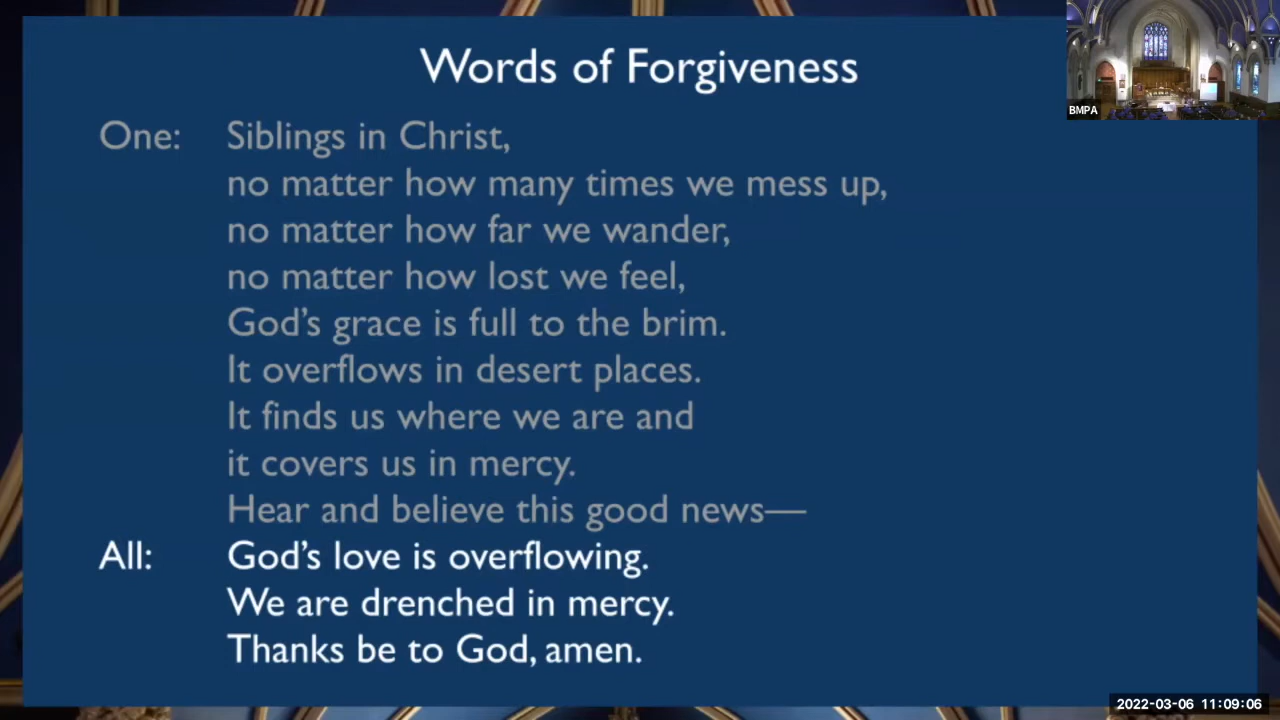 Words of Forgiveness
BMPA
One: Siblings in Christ,
no matter how many times we mess up,
no matter how far we wander,
no matter how lost we feel,
God's grace is full to the brim.
It overflows in desert places.
It finds us where we are and
it covers us in mercy.
Hear and believe this good news—
All: God's love is overflowing.
We are drenched in mercy.
Thanks be to God, amen.
2022-03-06 11:09:06